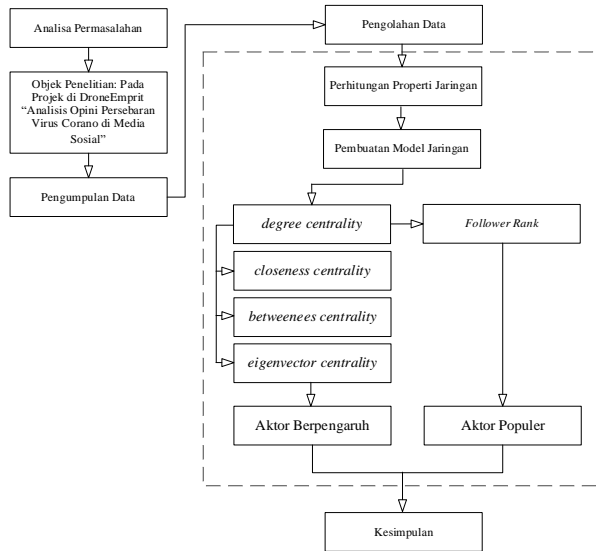 Analisa Permasalahan
Objek Penelitian: Pada
Projek di DroneEmprit
“Analisis Opini Persebaran
Virus Corano di Media
Sosial”
Pengumpulan Data
Pengolahan Data
Perhitungan Properti Jaringan
Pembuatan Model Jaringan
degree centrality
Follower Rank
closeness centrality
betweenees centrality
eigenvector centrality
Aktor Berpengaruh
Aktor Populer
Kesimpulan